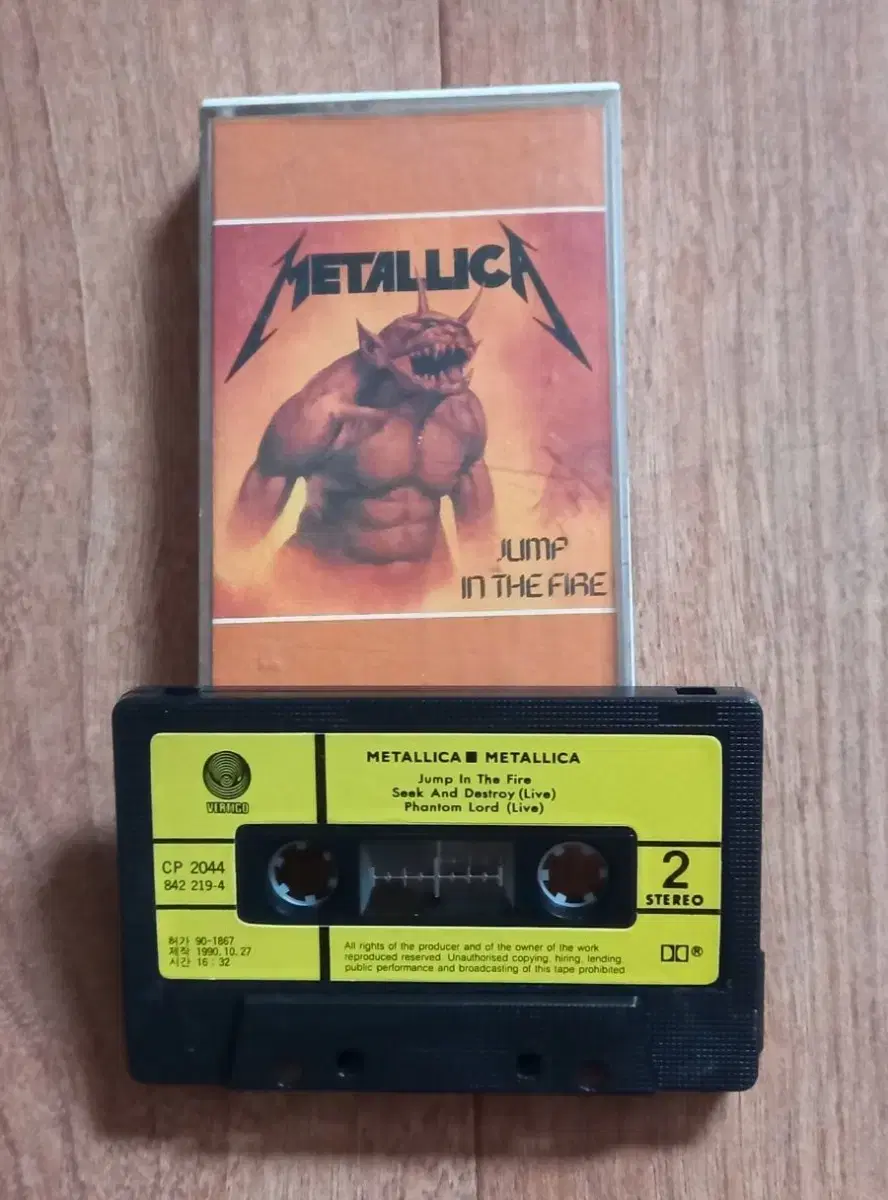 METALLICA
JUMP
IN THE FIRE
METALLICA ■ METALLICA
Jump In The Fire
Seek And Destroy (Live)
Phantom Lord (Live)
VERTIGO
CP 2044
842 219-4
2
STEREO
허가 90-1867
제작 1990. 10. 27
시간 16 : 32
All rights of the producer and of the owner of the work
reproduced reserved. Unauthorised copying, hiring, lending,
public performance and broadcasting of this tape prohibited
®